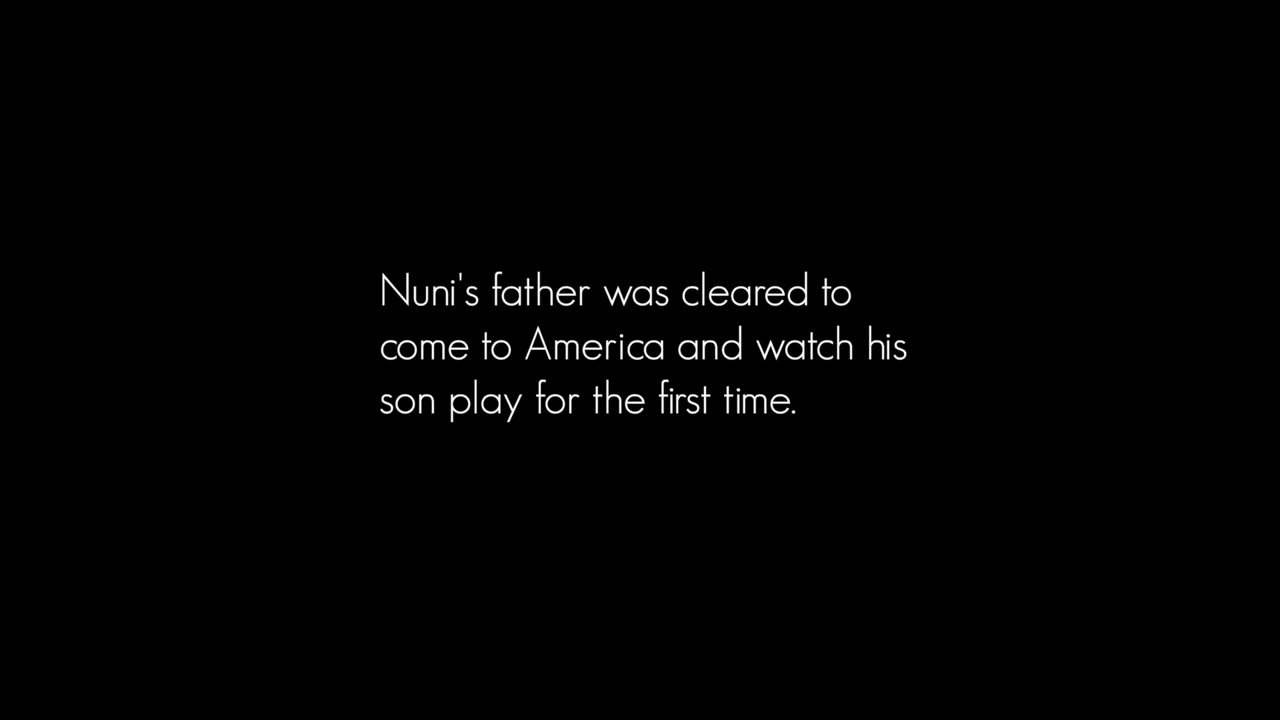 Nuni's father was cleared to
come to America and watch his
son play for the first time.